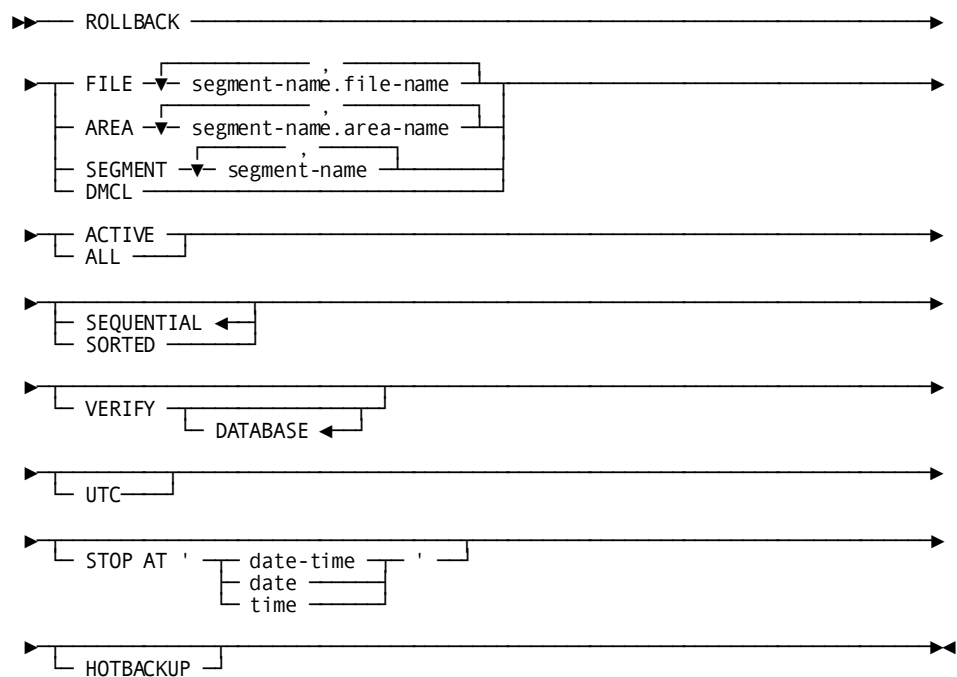 ROLLBACK
,
FILE segment-name.file-name
,
AREA segment-name.area-name
,
SEGMENT segment-name
DMCL
ACTIVE
ALL
SEQUENTIAL
SORTED
VERIFY
DATABASE
UTC
STOP AT ' date-time '
date
time
HOTBACKUP